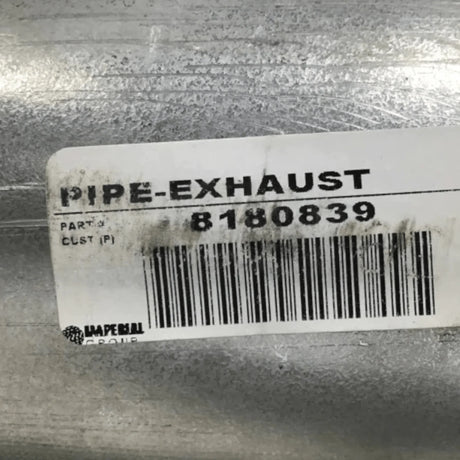 PIPE-EXHAUST
PART #
8180839
CUST (P)
IMPERIAL
GROUP